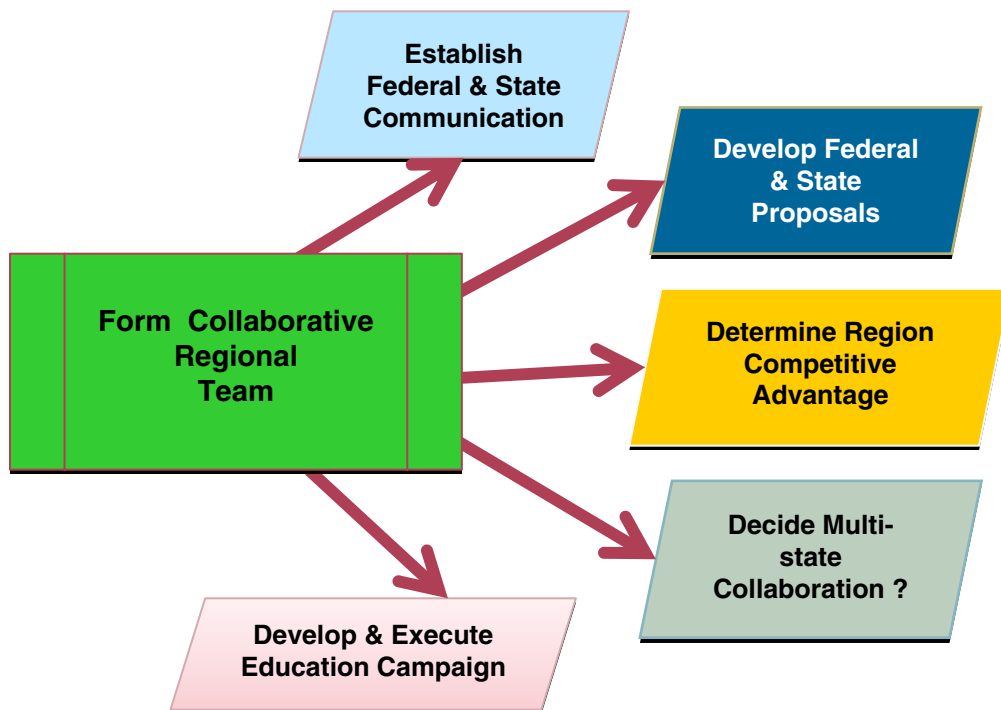 Establish
Federal & State
Communication
Develop Federal
& State
Proposals
Form Collaborative
Regional
Team
Determine Region
Competitive
Advantage
Decide Multi-
state
Collaboration ?
Develop & Execute
Education Campaign